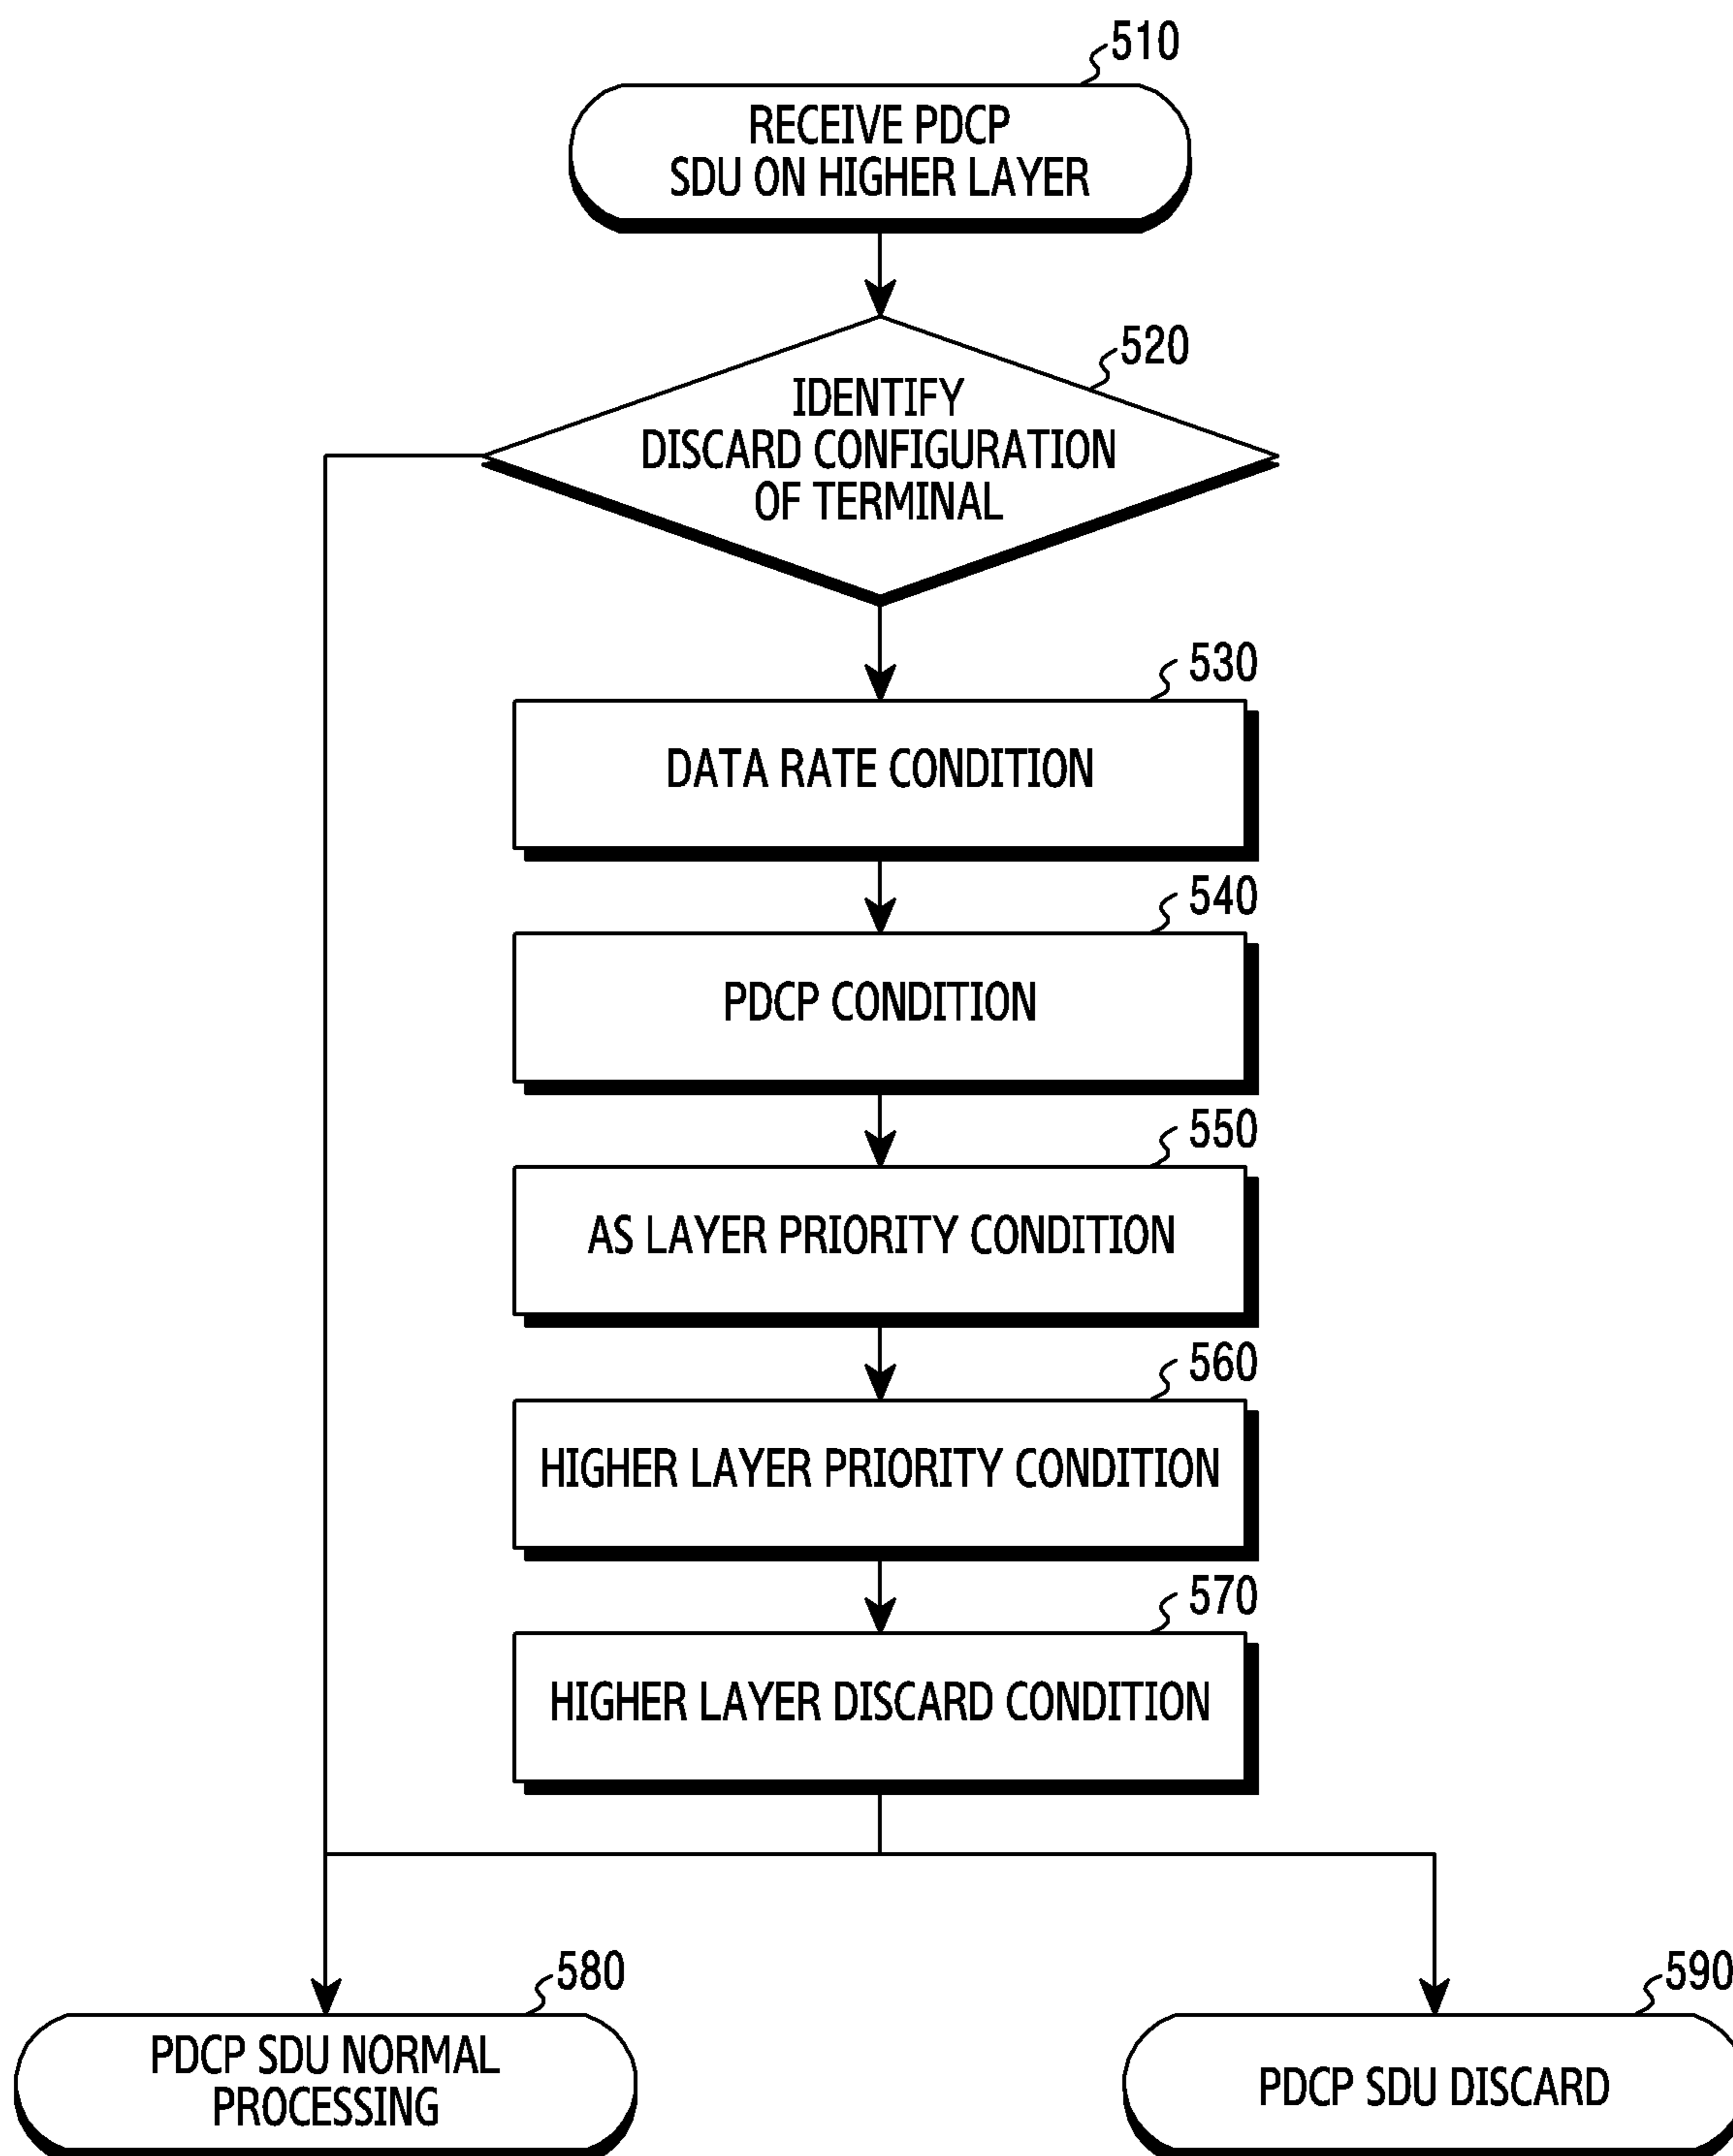 510
RECEIVE PDCP
SDU ON HIGHER LAYER
520
IDENTIFY
DISCARD CONFIGURATION
OF TERMINAL
530
DATA RATE CONDITION
540
PDCP CONDITION
550
AS LAYER PRIORITY CONDITION
560
HIGHER LAYER PRIORITY CONDITION
570
HIGHER LAYER DISCARD CONDITION
580
PDCP SDU NORMAL
PROCESSING
590
PDCP SDU DISCARD